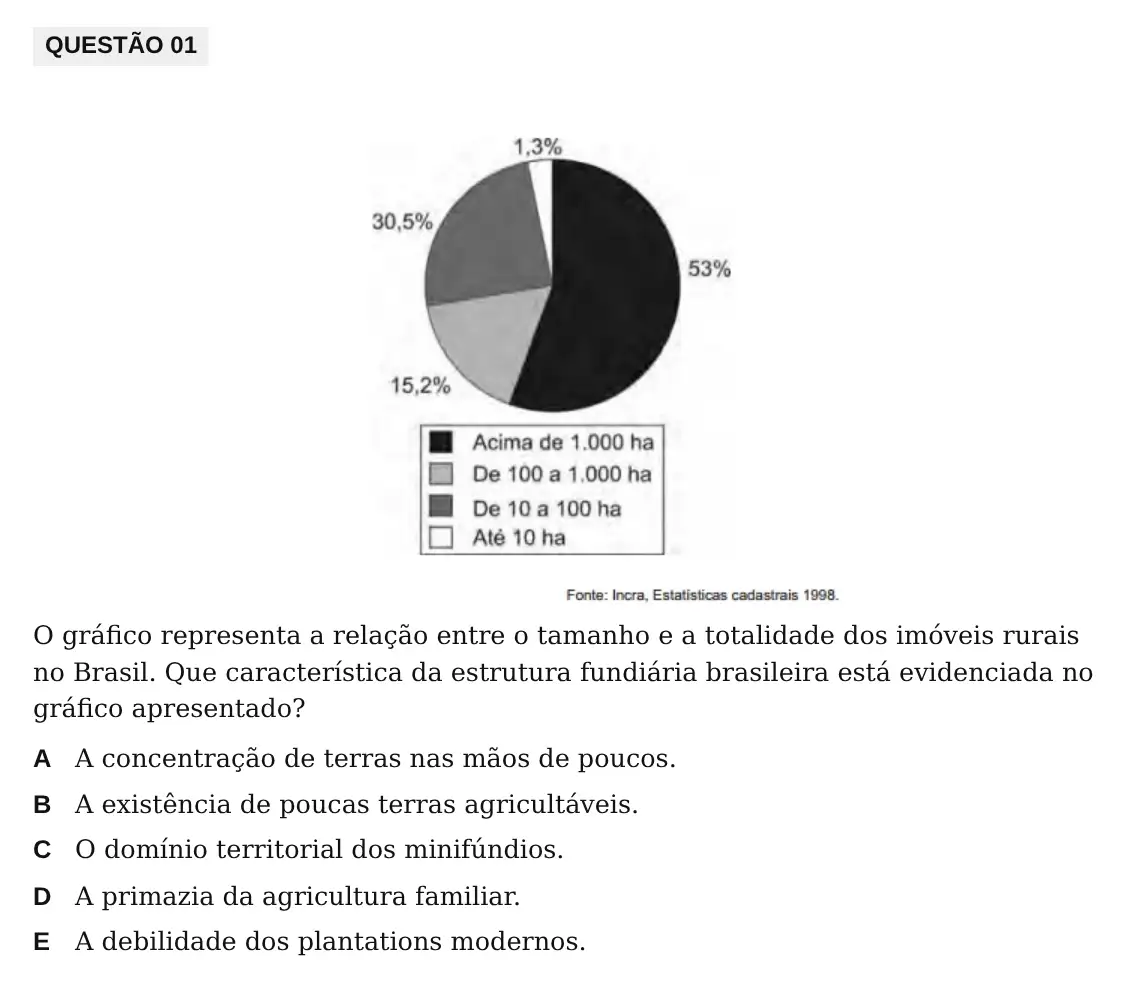 QUESTÃO 01
1,3%
30,5%
53%
15,2%
Acima de 1.000 ha
De 100 a 1.000 ha
De 10 a 100 ha
Até 10 ha
Fonte: Incra, Estatísticas cadastrais 1998.
O gráfico representa a relação entre o tamanho e a totalidade dos imóveis rurais
no Brasil. Que característica da estrutura fundiária brasileira está evidenciada no
gráfico apresentado?
A A concentração de terras nas mãos de poucos.
B A existência de poucas terras agricultáveis.
C O domínio territorial dos minifúndios.
D A primazia da agricultura familiar.
E A debilidade dos plantations modernos.